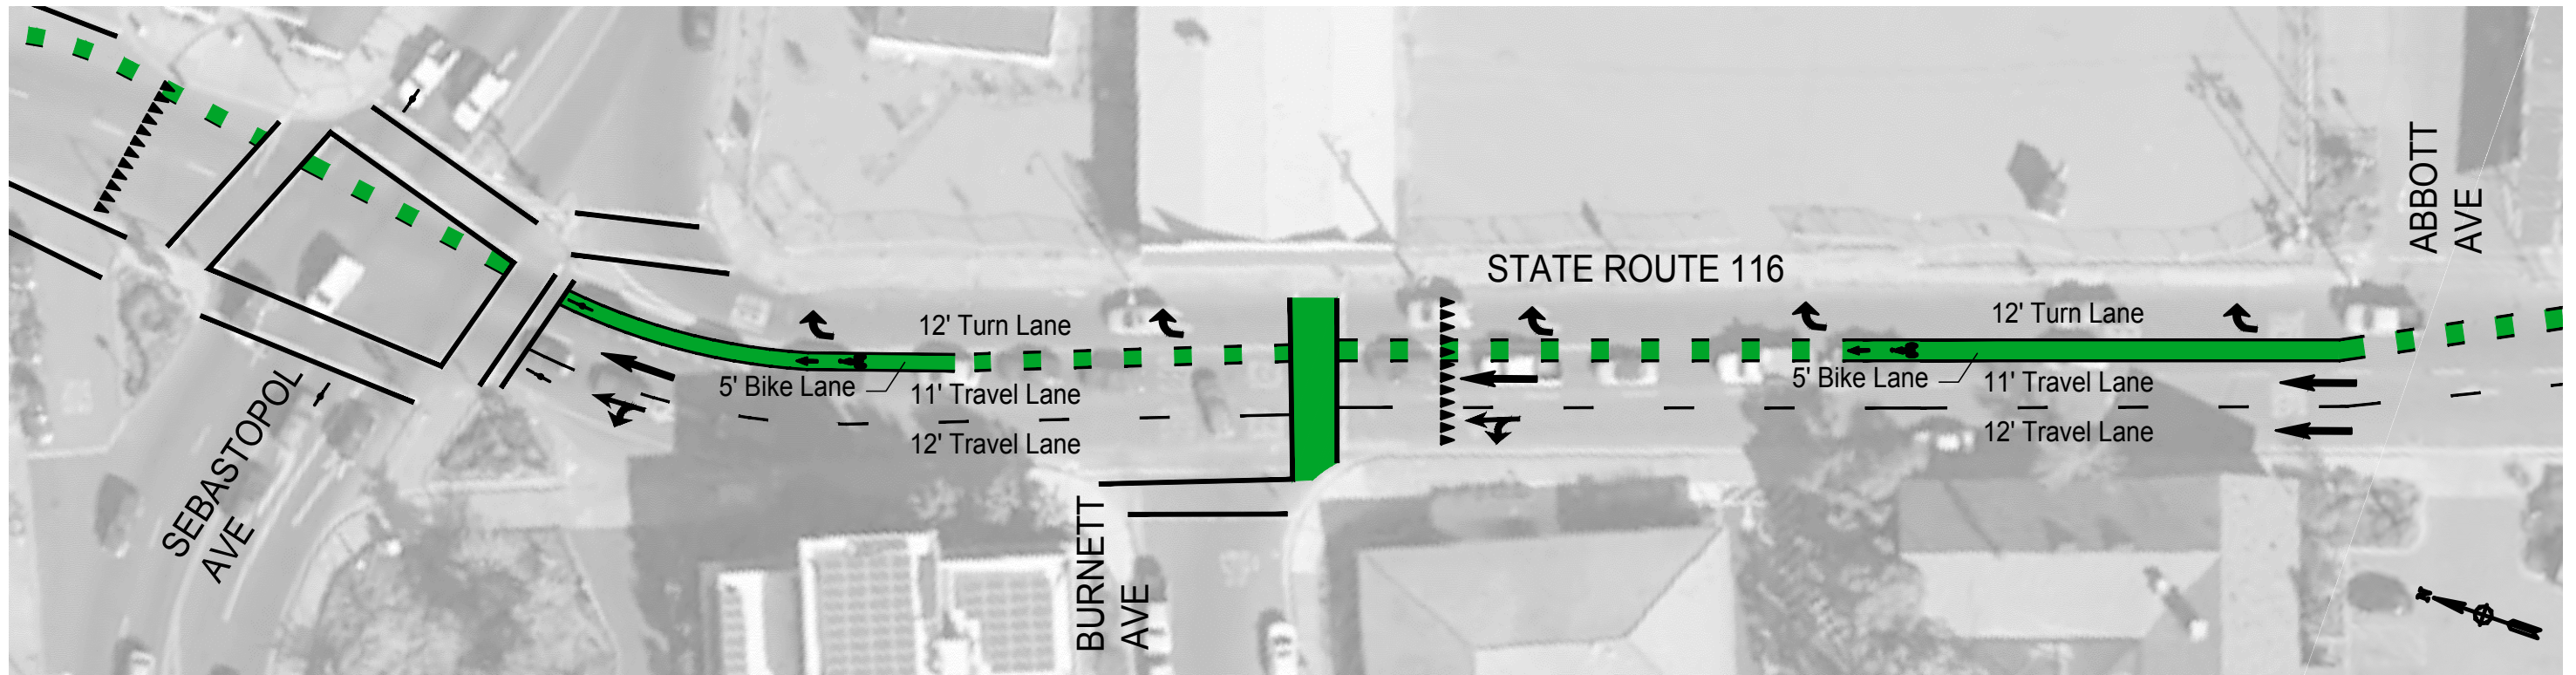 STATE ROUTE 116
ABBOTT
AVE
12' Turn Lane
12' Turn Lane
5' Bike Lane
11' Travel Lane
12' Travel Lane
5' Bike Lane
11' Travel Lane
12' Travel Lane
SEBASTOPOL
AVE
BURNETT
AVE